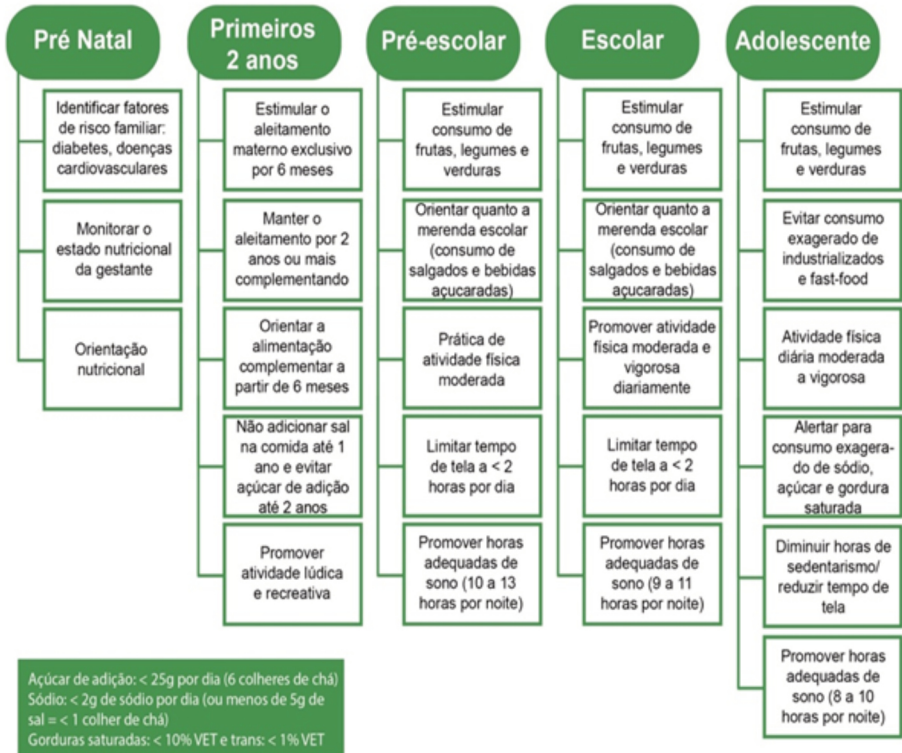 Pré Natal
Identificar fatores
de risco familiar:
diabetes, doenças
cardiovasculares
Monitorar o
estado nutricional
da gestante
Orientação
nutricional
Primeiros
2 anos
Estimular o
aleitamento
materno exclusivo
por 6 meses
Manter o
aleitamento por 2
anos ou mais
complementando
Orientar a
alimentação
complementar a
partir de 6 meses
Não adicionar sal
na comida até 1
ano e evitar
açúcar de adição
até 2 anos
Promover
atividade lúdica
e recreativa
Pré-escolar
Estimular
consumo de
frutas, legumes e
verduras
Orientar quanto a
merenda escolar
(consumo de
salgados e bebidas
açucaradas)
Prática de
atividade física
moderada
Limitar tempo
de tela a < 2
horas por dia
Promover horas
adequadas de
sono (10 a 13
horas por noite)
Escolar
Estimular
consumo de
frutas, legumes
e verduras
Orientar quanto a
merenda escolar
(consumo de
salgados e bebidas
açucaradas)
Promover atividade
física moderada e
vigorosa
diariamente
Limitar tempo
de tela a < 2
horas por dia
Promover horas
adequadas de
sono (9 a 11
horas por noite)
Adolescente
Estimular
consumo de
frutas, legumes
e verduras
Evitar consumo
exagerado de
industrializados
e fast-food
Atividade física
diária moderada
a vigorosa
Alertar para
consumo exagera-
do de sódio,
açúcar e gordura
saturada
Diminuir horas de
sedentarismo/
reduzir tempo de
tela
Promover horas
adequadas de
sono (8 a 10
horas por noite)
Açúcar de adição: < 25g por dia (6 colheres de chá)
Sódio: < 2g de sódio por dia (ou menos de 5g de
sal = < 1 colher de chá)
Gorduras saturadas: < 10% VET e trans: < 1% VET